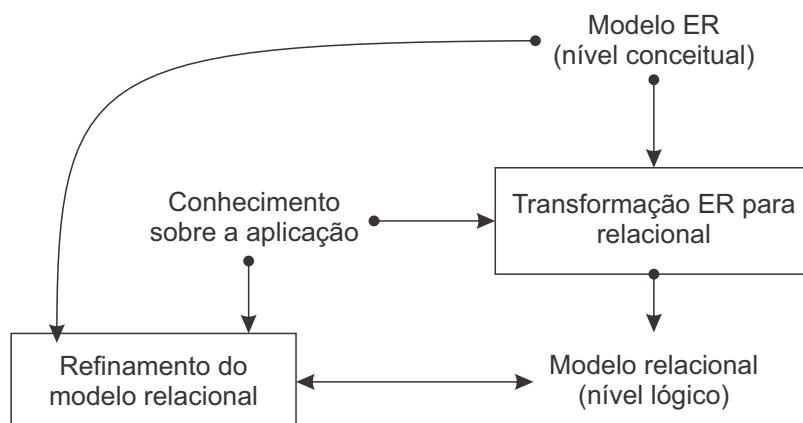 Modelo ER
(nível conceitual)
Conhecimento
sobre a aplicação
Transformação ER para
relacional
Refinamento do
modelo relacional
Modelo relacional
(nível lógico)